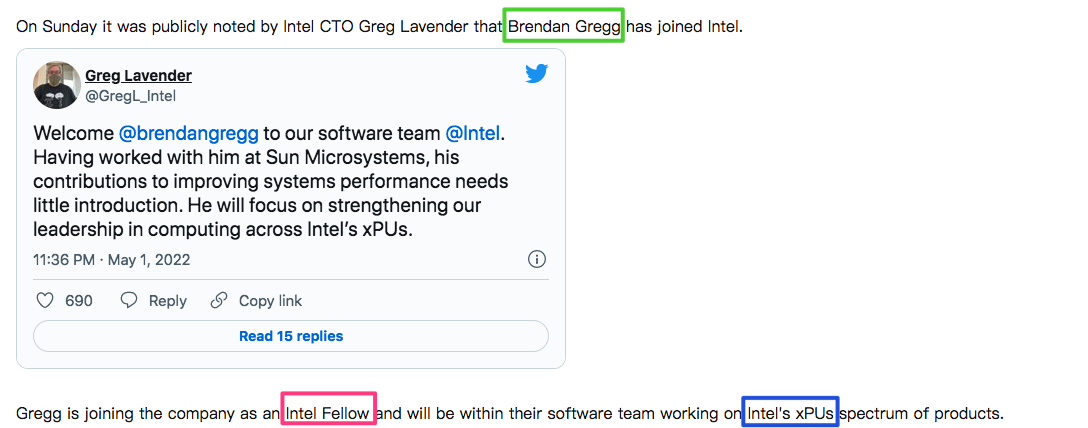 On Sunday it was publicly noted by Intel CTO Greg Lavender that Brendan Gregg has joined Intel.
Greg Lavender
@GregL_Intel
Welcome @brendangregg to our software team @Intel.
Having worked with him at Sun Microsystems, his
contributions to improving systems performance needs
little introduction. He will focus on strengthening our
leadership in computing across Intel’s xPUs.
11:36 PM · May 1, 2022
690 Reply Copy link
Read 15 replies
Gregg is joining the company as an Intel Fellow and will be within their software team working on Intel's xPUs spectrum of products.